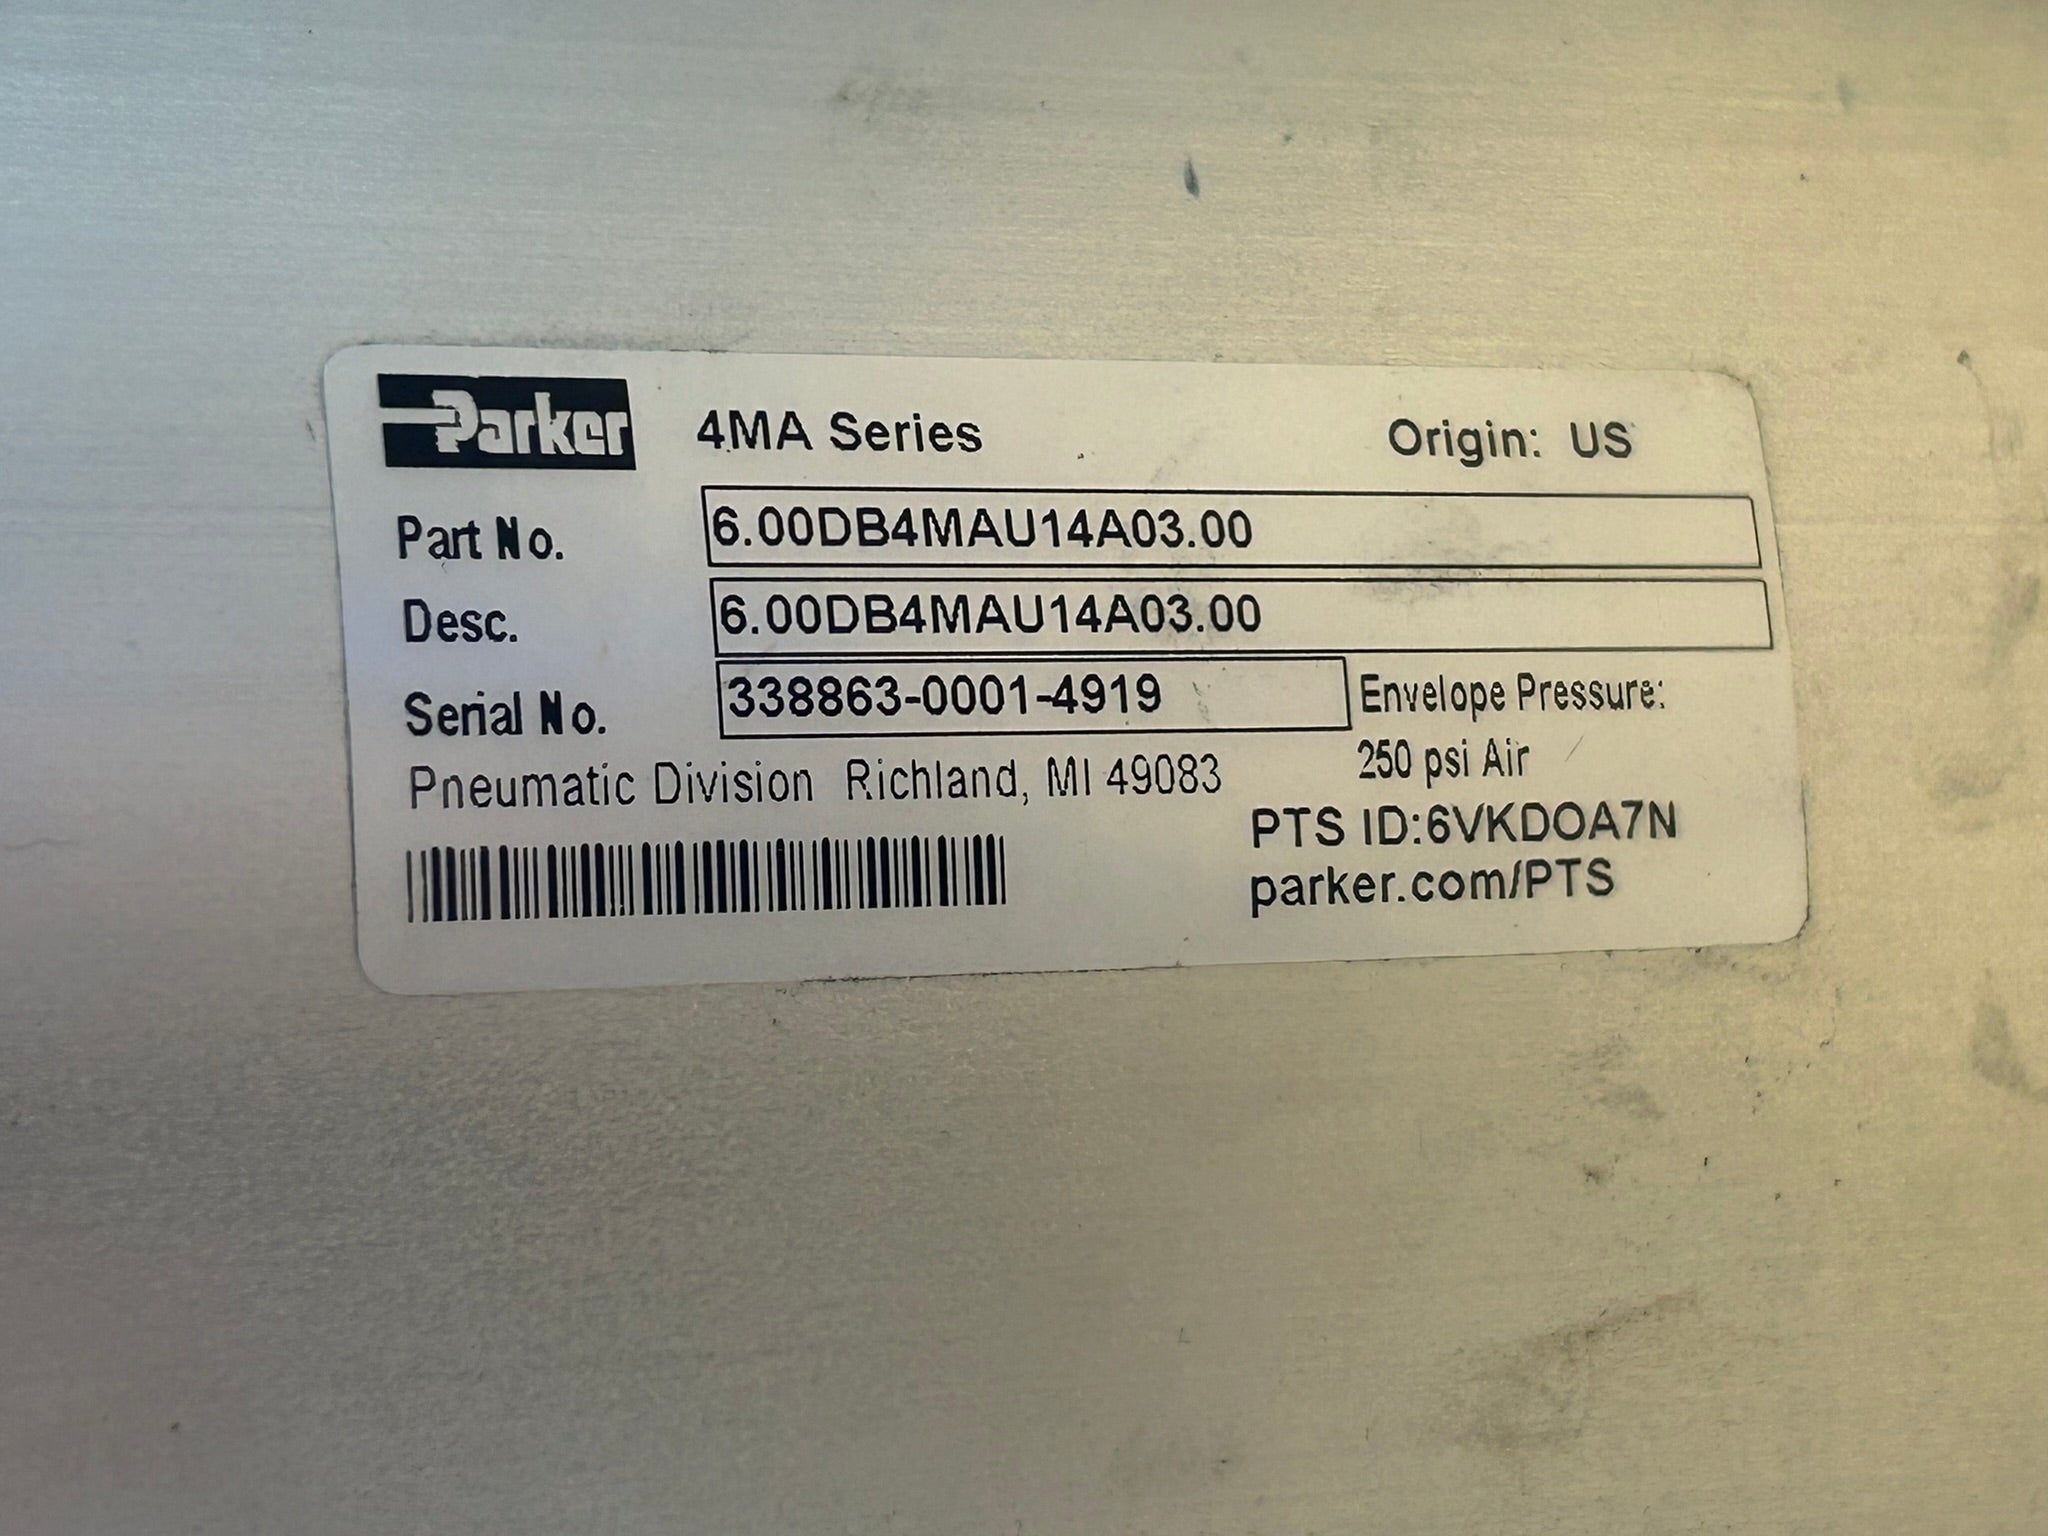 Parker 4MA Series Origin: US
Part No. 6.00DB4MAU14A03.00
Desc. 6.00DB4MAU14A03.00
Serial No. 338863-0001-4919 Envelope Pressure:
250 psi Air
Pneumatic Division Richland, MI 49083
PTS ID:6VKDOA7N
parker.com/PTS